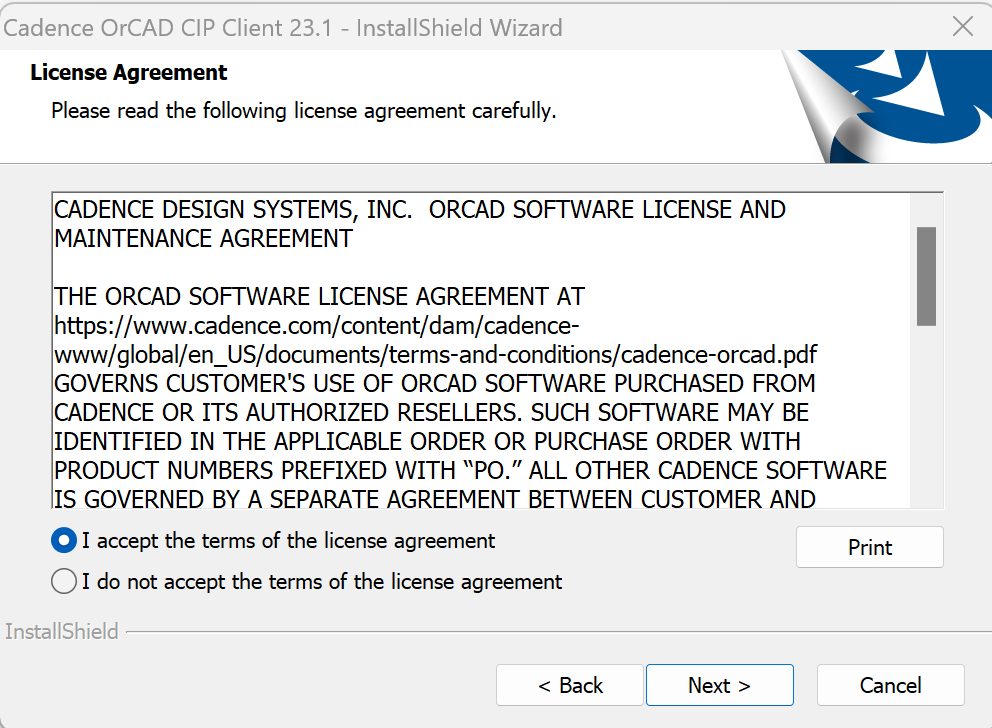 Cadence OrCAD CIP Client 23.1 - InstallShield Wizard
License Agreement
Please read the following license agreement carefully.
CADENCE DESIGN SYSTEMS, INC.  ORCAD SOFTWARE LICENSE AND
MAINTENANCE AGREEMENT
THE ORCAD SOFTWARE LICENSE AGREEMENT AT
https://www.cadence.com/content/dam/cadence-
www/global/en_US/documents/terms-and-conditions/cadence-orcad.pdf
GOVERNS CUSTOMER'S USE OF ORCAD SOFTWARE PURCHASED FROM
CADENCE OR ITS AUTHORIZED RESELLERS. SUCH SOFTWARE MAY BE
IDENTIFIED IN THE APPLICABLE ORDER OR PURCHASE ORDER WITH
PRODUCT NUMBERS PREFIXED WITH “PO.” ALL OTHER CADENCE SOFTWARE
IS GOVERNED BY A SEPARATE AGREEMENT BETWEEN CUSTOMER AND
I accept the terms of the license agreement
Print
I do not accept the terms of the license agreement
InstallShield
< Back
Next >
Cancel